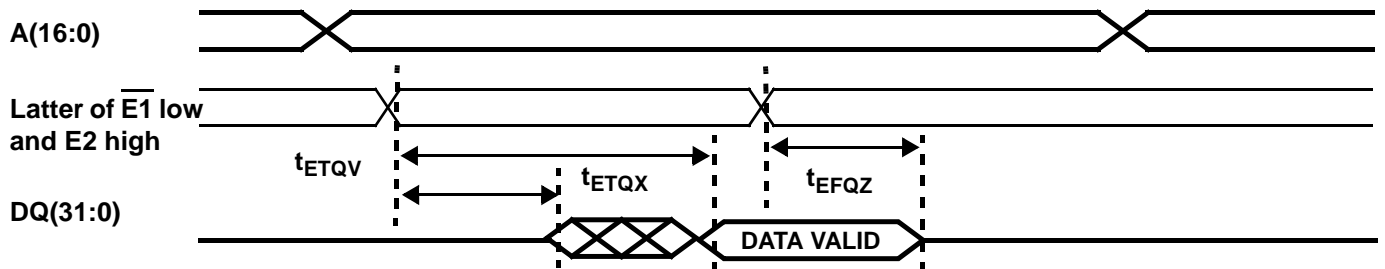 A(16:0)
Latter of E1 low
and E2 high
tETQV
tETQX
tEFQZ
DQ(31:0)
DATA VALID